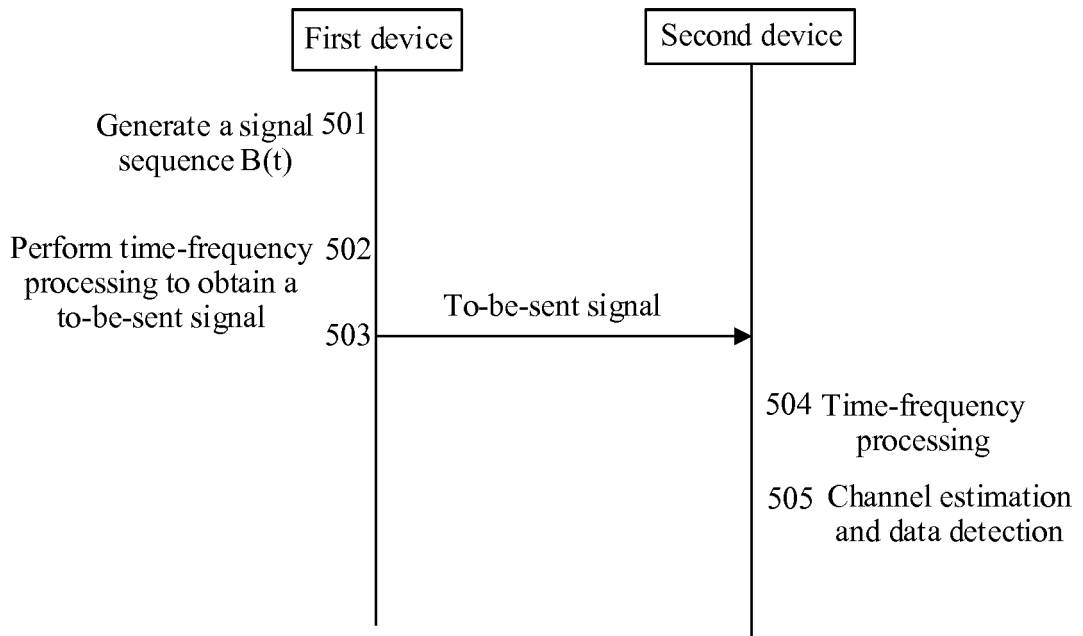 First device
Second device
Generate a signal 501
sequence B(t)
Perform time-frequency 502
processing to obtain a
to-be-sent signal
503
To-be-sent signal
504 Time-frequency
processing
505 Channel estimation
and data detection